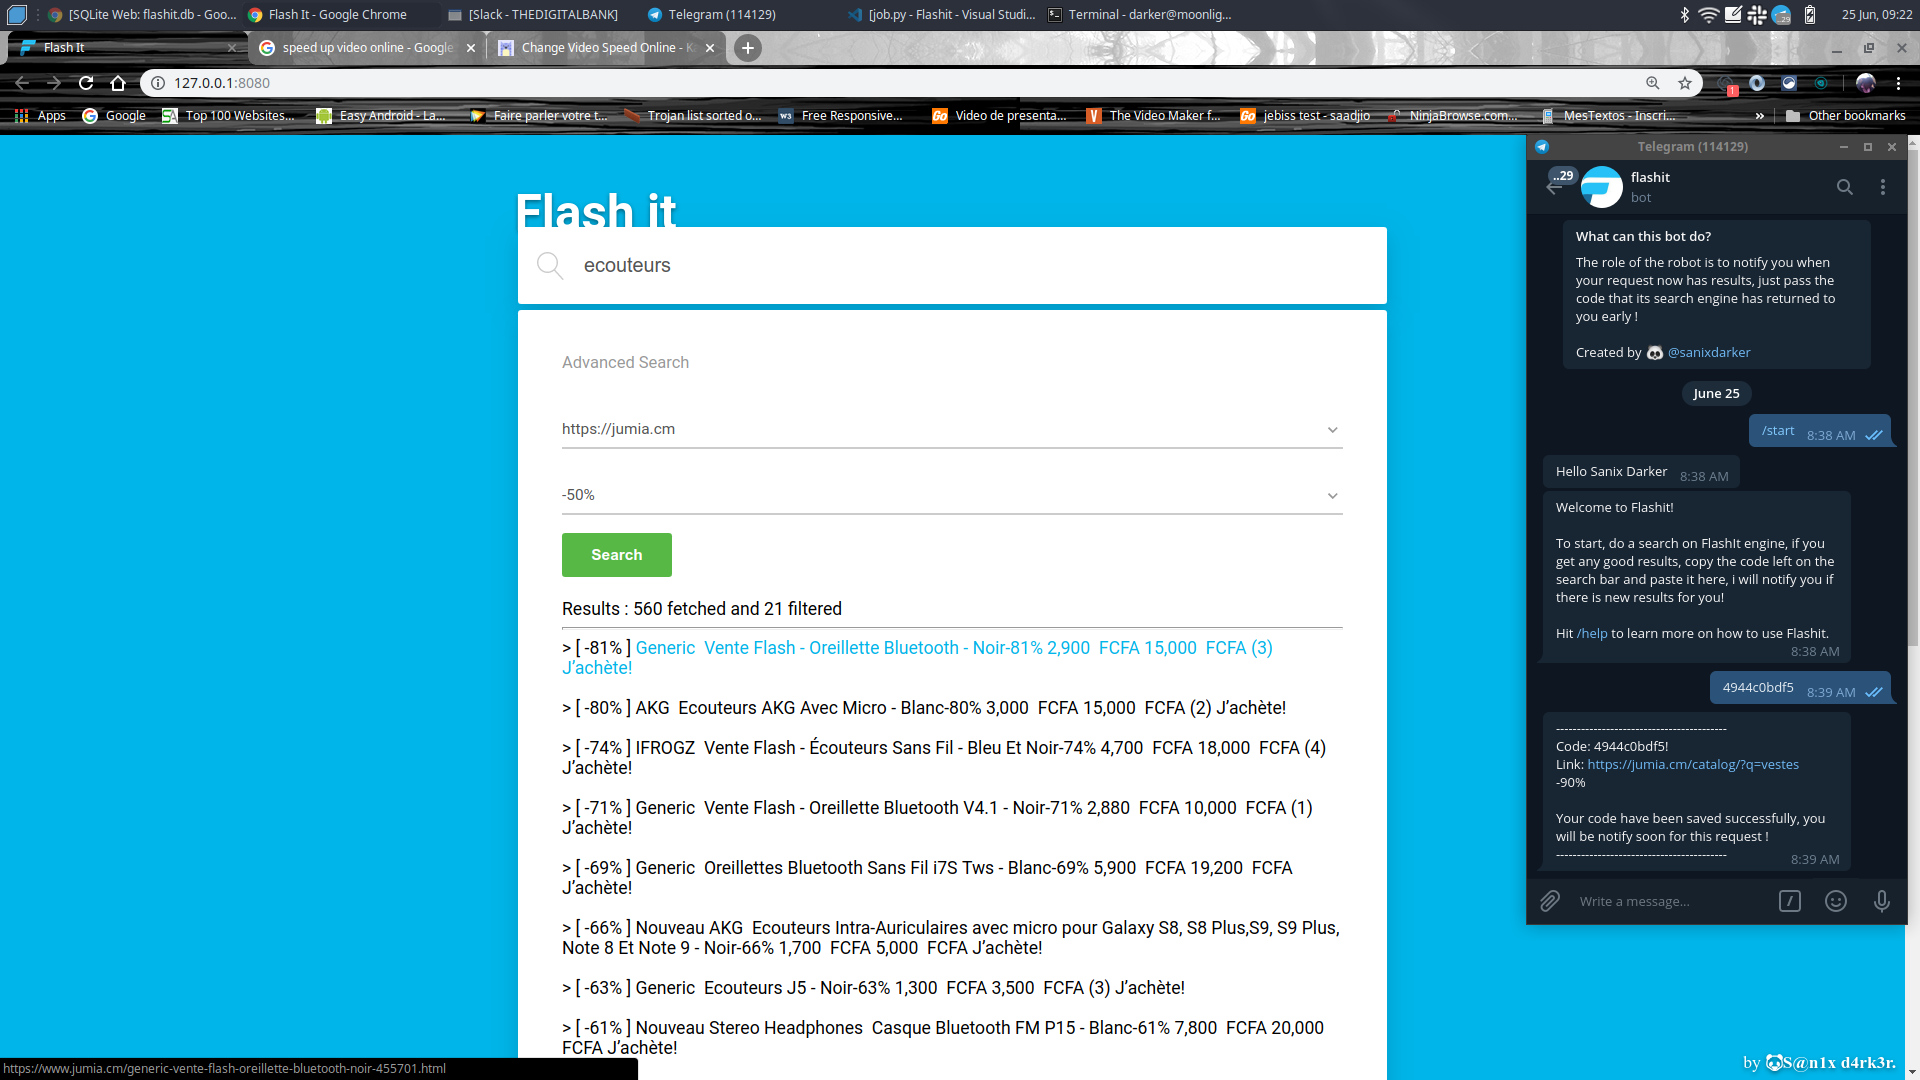 [SQLite Web: flashit.db - Goo...
Flash It - Google Chrome
[Slack - THEDIGITALBANK]
Telegram (114129)
[job.py - Flashit - Visual Studi...
Terminal - darker@moonlig...
25 Jun, 09:22
Flash It
speed up video online - Google
Change Video Speed Online - K
127.0.0.1:8080
1
Apps
Google
Top 100 Websites...
Easy Android - La...
Faire parler votre t...
Trojan list sorted o...
Free Responsive...
Video de presenta...
The Video Maker f...
jebiss test - saadjio
NinjaBrowse.com...
MesTextos - Inscri...
»
Other bookmarks
Flash it
ecouteurs
Advanced Search
https://jumia.cm
-50%
Search
Results : 560 fetched and 21 filtered
> [ -81% ] Generic Vente Flash - Oreillette Bluetooth - Noir-81% 2,900 FCFA 15,000 FCFA (3)
J’achète!
> [ -80% ] AKG Ecouteurs AKG Avec Micro - Blanc-80% 3,000 FCFA 15,000 FCFA (2) J’achète!
> [ -74% ] IFROGZ Vente Flash - Écouteurs Sans Fil - Bleu Et Noir-74% 4,700 FCFA 18,000 FCFA (4)
J’achète!
> [ -71% ] Generic Vente Flash - Oreillette Bluetooth V4.1 - Noir-71% 2,880 FCFA 10,000 FCFA (1)
J’achète!
> [ -69% ] Generic Oreillettes Bluetooth Sans Fil i7S Tws - Blanc-69% 5,900 FCFA 19,200 FCFA
J’achète!
> [ -66% ] Nouveau AKG Ecouteurs Intra-Auriculaires avec micro pour Galaxy S8, S8 Plus,S9, S9 Plus,
Note 8 Et Note 9 - Noir-66% 1,700 FCFA 5,000 FCFA J’achète!
> [ -63% ] Generic Ecouteurs J5 - Noir-63% 1,300 FCFA 3,500 FCFA (3) J’achète!
> [ -61% ] Nouveau Stereo Headphones Casque Bluetooth FM P15 - Blanc-61% 7,800 FCFA 20,000
FCFA J’achète!
https://www.jumia.cm/generic-vente-flash-oreillette-bluetooth-noir-455701.html
Telegram (114129)
..29
flashit
bot
What can this bot do?
The role of the robot is to notify you when
your request now has results, just pass the
code that its search engine has returned to
you early !
Created by @sanixdarker
June 25
/start 8:38 AM
Hello Sanix Darker 8:38 AM
Welcome to Flashit!
To start, do a search on FlashIt engine, if you
get any good results, copy the code left on the
search bar and paste it here, i will notify you if
there is new results for you!
Hit /help to learn more on how to use Flashit.
8:38 AM
4944c0bdf5 8:39 AM
-----------------------------------------
Code: 4944c0bdf5!
Link: https://jumia.cm/catalog/?q=vestes
-90%
Your code have been saved successfully, you
will be notify soon for this request !
-----------------------------------------
8:39 AM
Write a message...
by S@n1x d4rk3r.